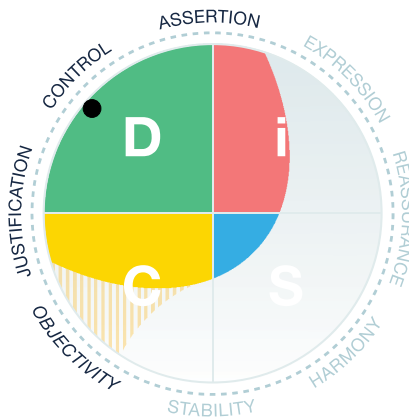 ASSERTION
EXPRESSION
CONTROL
D
i
REASSURANCE
JUSTIFICATION
C
S
OBJECTIVITY
HARMONY
STABILITY